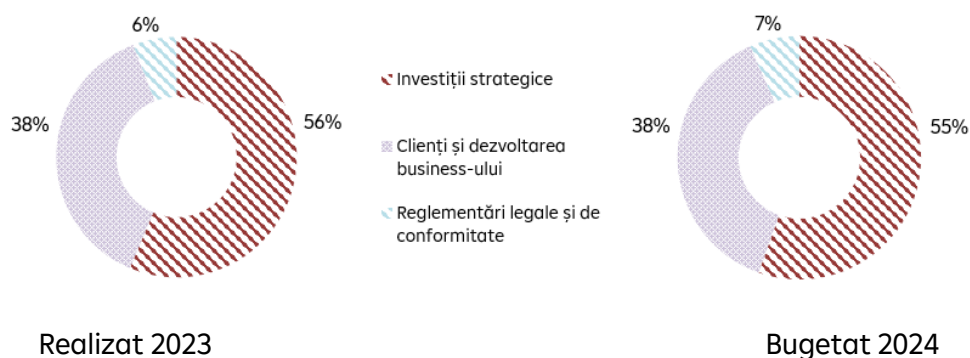 6%
38%
56%
Investiții strategice
Clienți și dezvoltarea
business-ului
Reglementări legale și de
conformitate
7%
38%
55%
Realizat 2023
Bugetat 2024